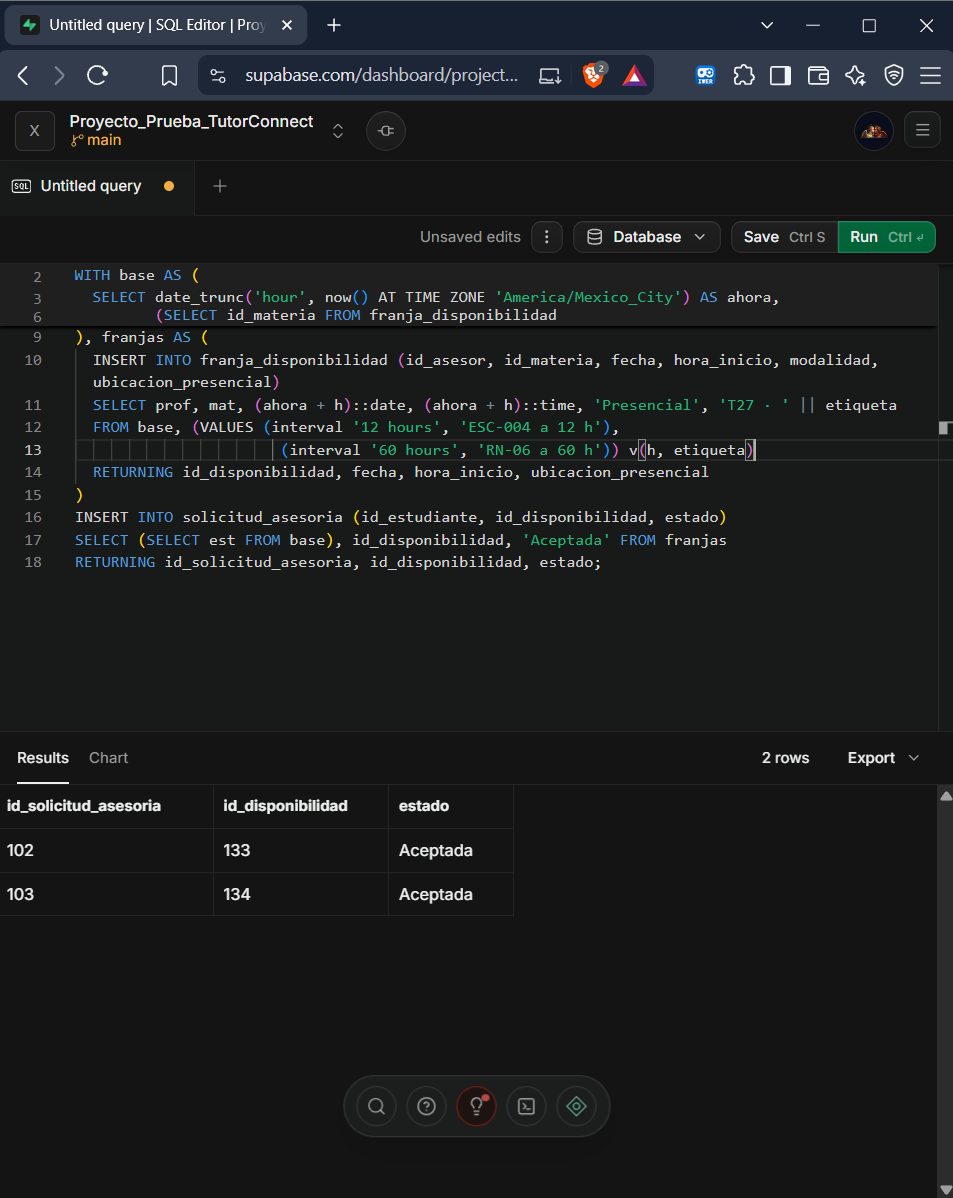 Untitled query | SQL Editor | Proy
supabase.com/dashboard/project...
2
X
Proyecto_Prueba_TutorConnect
main
SQL Untitled query
Unsaved edits
Database
Save Ctrl S
Run Ctrl ↵
2 WITH base AS (
3 SELECT date_trunc('hour', now() AT TIME ZONE 'America/Mexico_City') AS ahora,
6 (SELECT id_materia FROM franja_disponibilidad
9 ), franjas AS (
10 INSERT INTO franja_disponibilidad (id_asesor, id_materia, fecha, hora_inicio, modalidad,
ubicacion_presencial)
11 SELECT prof, mat, (ahora + h)::date, (ahora + h)::time, 'Presencial', 'T27 · ' || etiqueta
12 FROM base, (VALUES (interval '12 hours', 'ESC-004 a 12 h'),
13 (interval '60 hours', 'RN-06 a 60 h')) v(h, etiqueta)
14 RETURNING id_disponibilidad, fecha, hora_inicio, ubicacion_presencial
15 )
16 INSERT INTO solicitud_asesoria (id_estudiante, id_disponibilidad, estado)
17 SELECT (SELECT est FROM base), id_disponibilidad, 'Aceptada' FROM franjas
18 RETURNING id_solicitud_asesoria, id_disponibilidad, estado;
Results Chart 2 rows Export
id_solicitud_asesoria id_disponibilidad estado
102 133 Aceptada
103 134 Aceptada